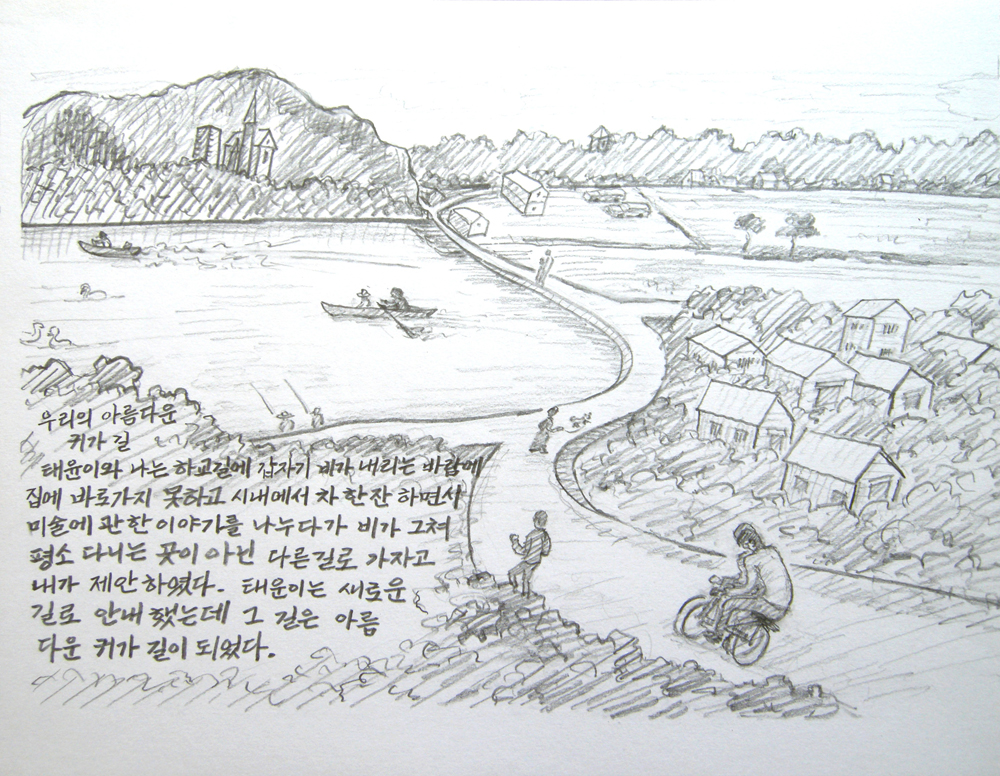 우리의 아름다운
커가 길
태윤이와 나는 하교길에 갑자기 비가 내리는 바람에
집에 바로가지 못하고 시내에서 차 한잔 하면서
미술에 관한 이야기를 나누다가 비가 그쳐
평소 다니는 곳이 아닌 다른길로 가자고
내가 제안하였다. 태윤이는 새로운
길로 안내했는데 그 길은 아름
다운 커가 길이 되었다.